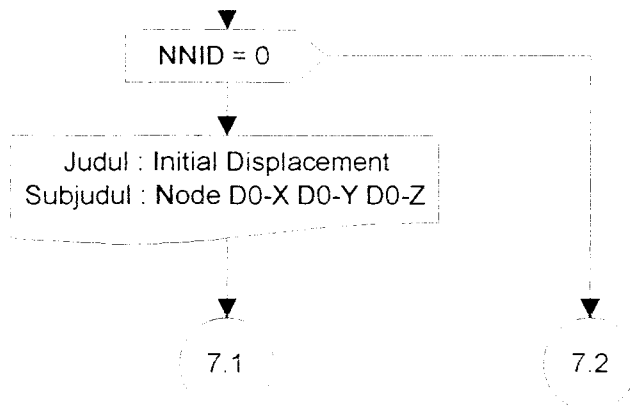 NNID = 0
Judul : Initial Displacement
Subjudul : Node D0-X D0-Y D0-Z
7.1
7.2